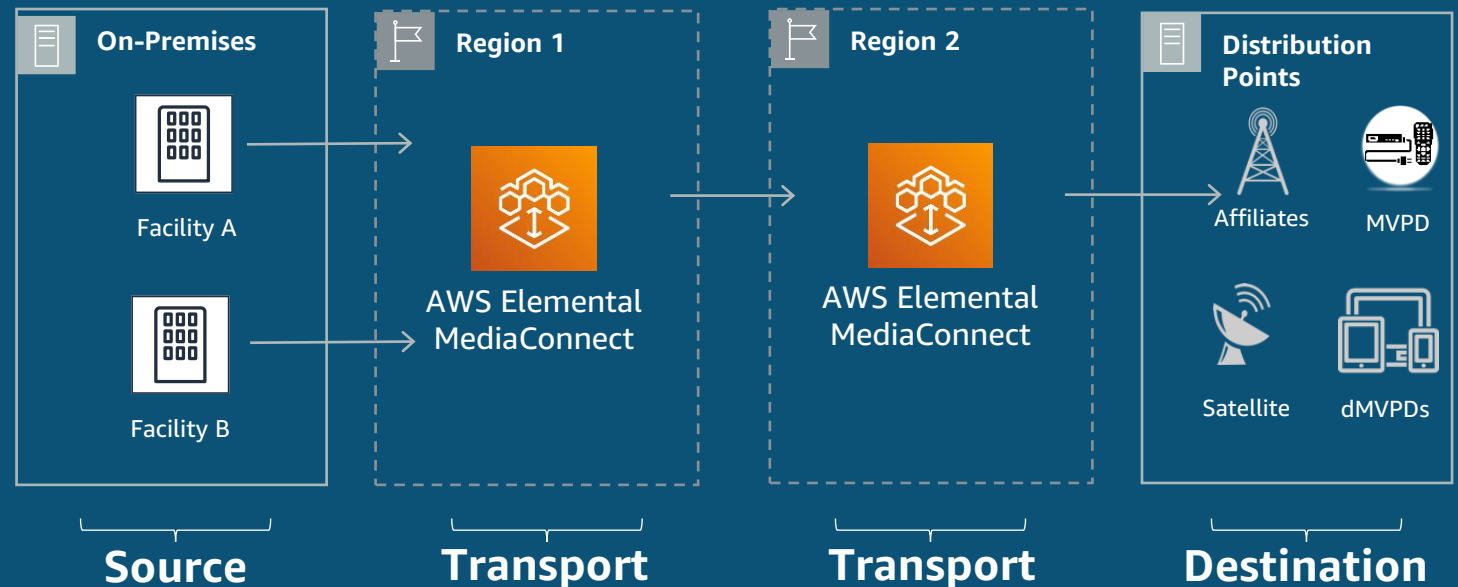 On-Premises
Facility A
Facility B
Source
Region 1
AWS Elemental
MediaConnect
Transport
Region 2
AWS Elemental
MediaConnect
Transport
Distribution
Points
Affiliates
MVPD
Satellite
dMVPDs
Destination